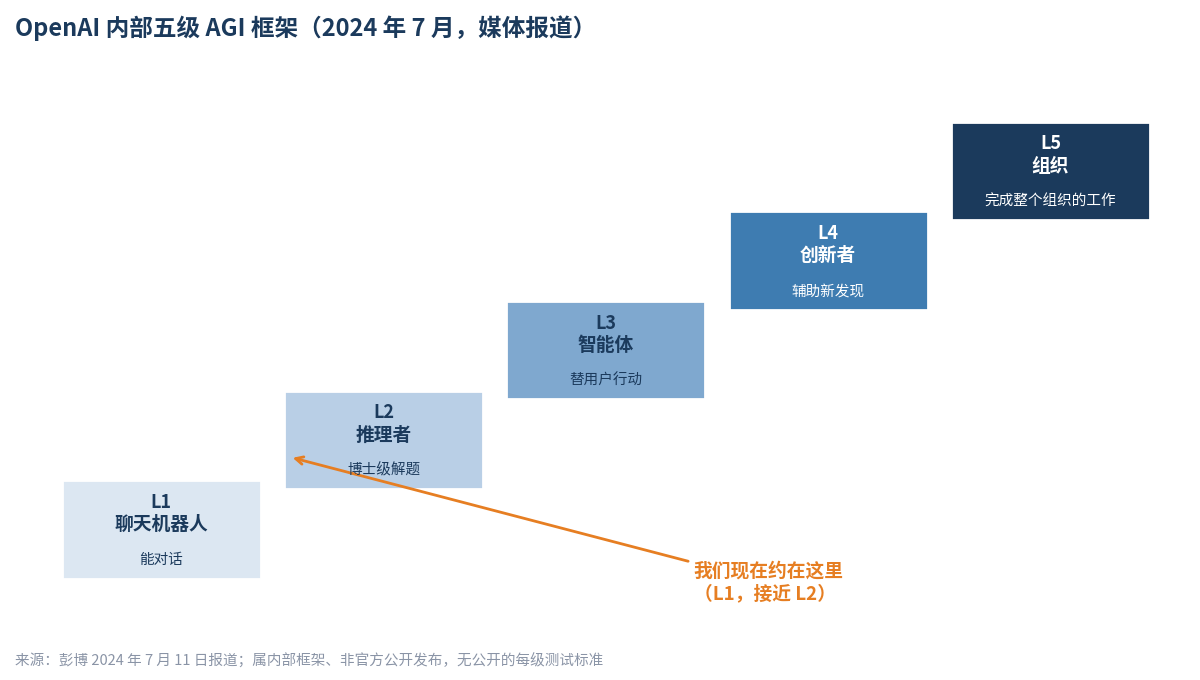 OpenAI 内部五级 AGI 框架（2024 年 7 月，媒体报道）
L5
组织
完成整个组织的工作
L4
创新者
辅助新发现
L3
智能体
替用户行动
L2
推理者
博士级解题
L1
聊天机器人
能对话
我们现在约在这里
（L1，接近 L2）
来源：彭博 2024 年 7 月 11 日报道；属内部框架、非官方公开发布，无公开的每级测试标准